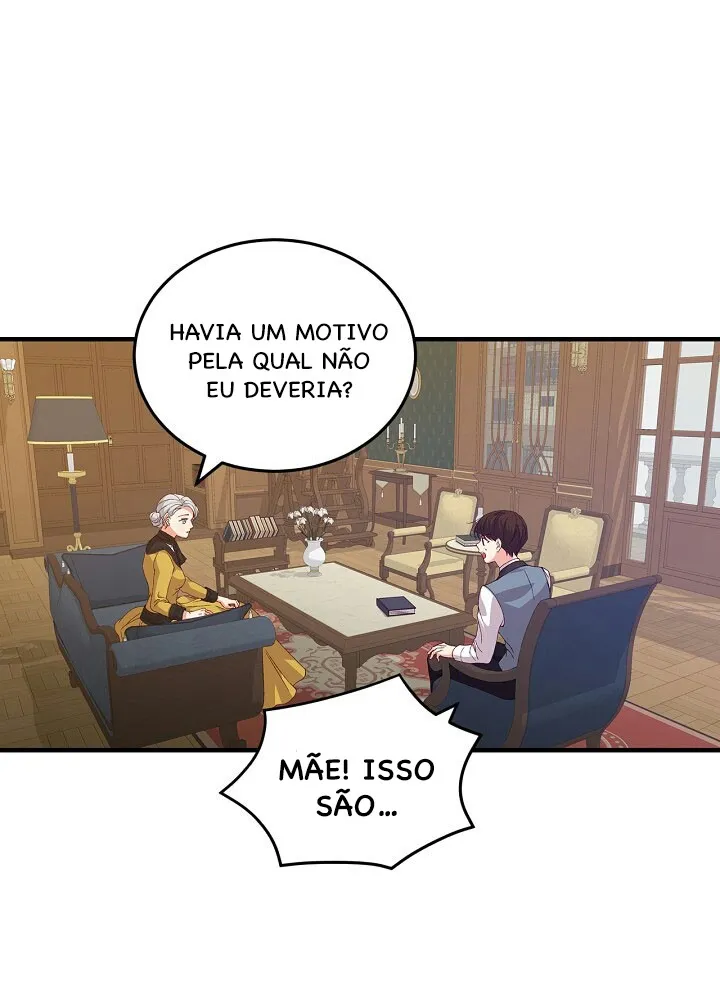 HAVIA UM MOTIVO
PELA QUAL NÃO
EU DEVERIA?
MÃE! ISSO
SÃO...